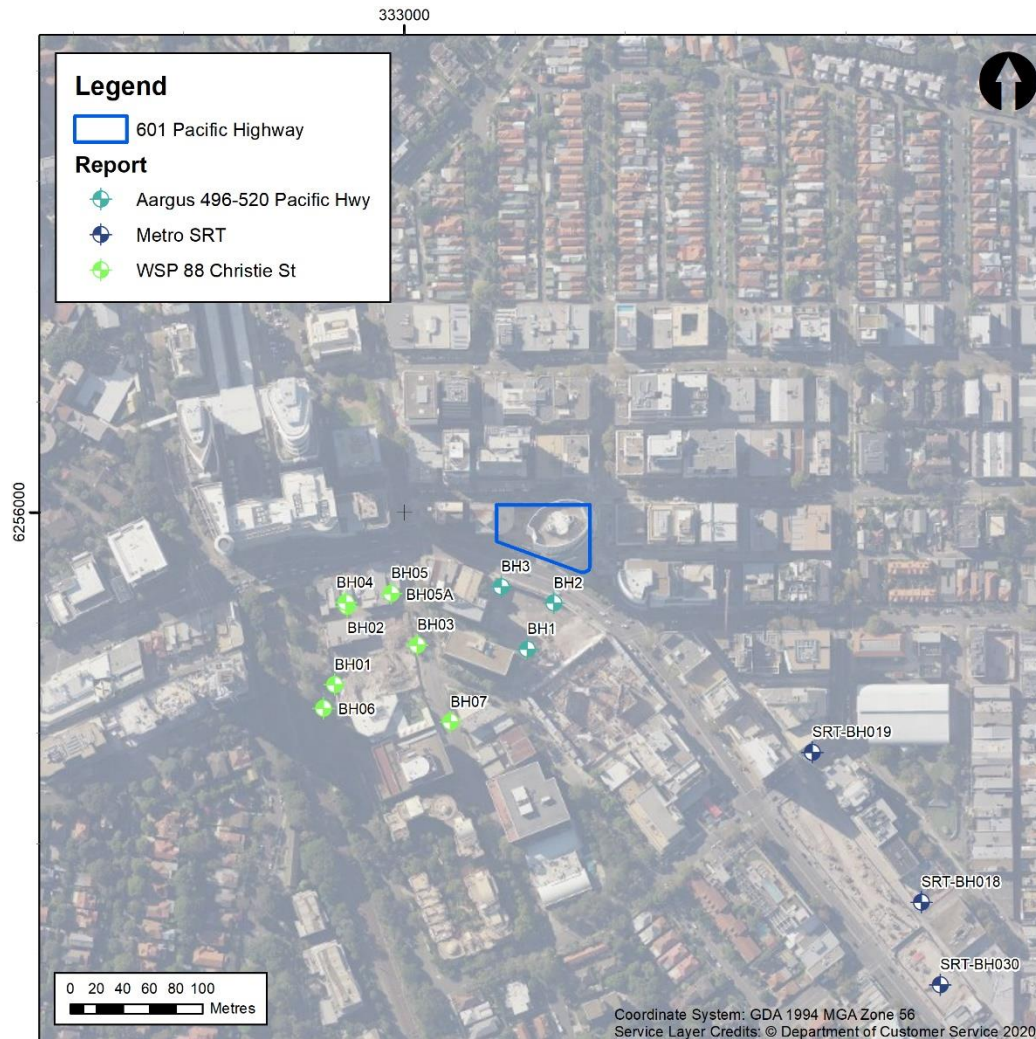 333000
Legend
601 Pacific Highway
Report
Aargus 496-520 Pacific Hwy
Metro SRT
WSP 88 Christie St
6256000
BH3
BH2
BH04
BH05
BH05A
BH02
BH03
BH1
BH01
BH06
BH07
SRT-BH019
SRT-BH018
SRT-BH030
0 20 40 60 80 100
Metres
Coordinate System: GDA 1994 MGA Zone 56
Service Layer Credits: © Department of Customer Service 2020